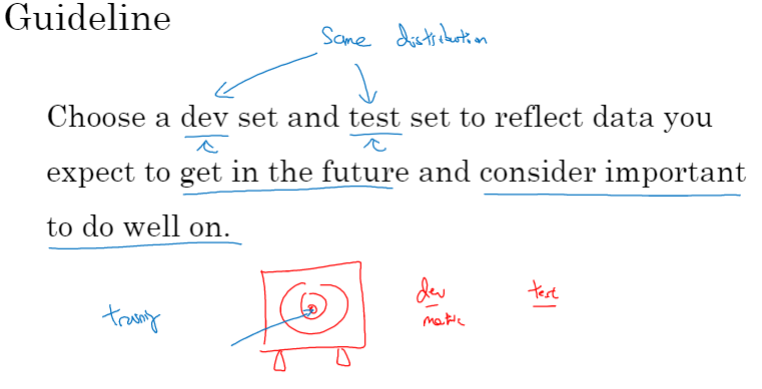 Guideline
Same distribution
Choose a dev set and test set to reflect data you
expect to get in the future and consider important
to do well on.
dev test
training metric